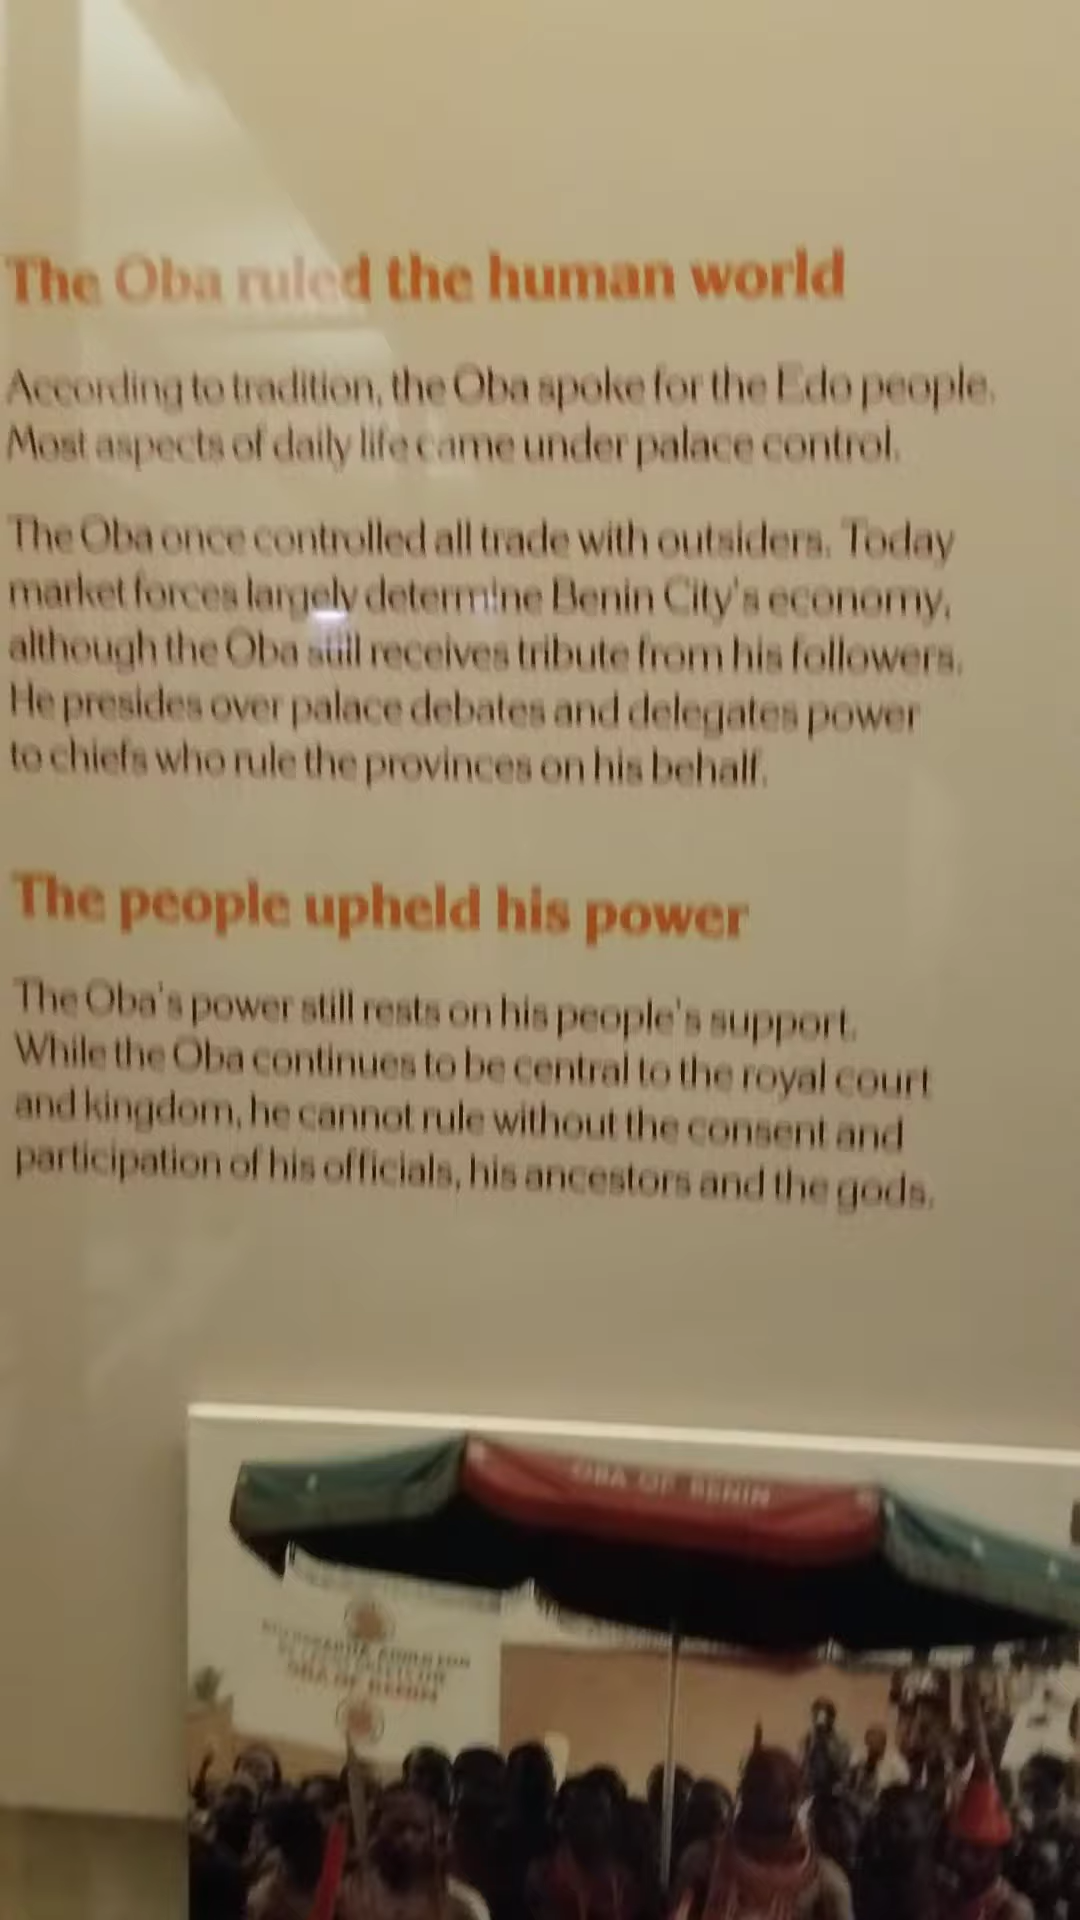 The Oba ruled the human world
According to tradition, the Oba spoke for the Edo people.
Most aspects of daily life came under palace control.
The Oba once controlled all trade with outsiders. Today
market forces largely determine Benin City's economy,
although the Oba still receives tribute from his followers.
He presides over palace debates and delegates power
to chiefs who rule the provinces on his behalf.
The people upheld his power
The Oba's power still rests on his people's support.
While the Oba continues to be central to the royal court
and kingdom, he cannot rule without the consent and
participation of his officials, his ancestors and the gods.
OBA OF BENIN
OBA OF BENIN